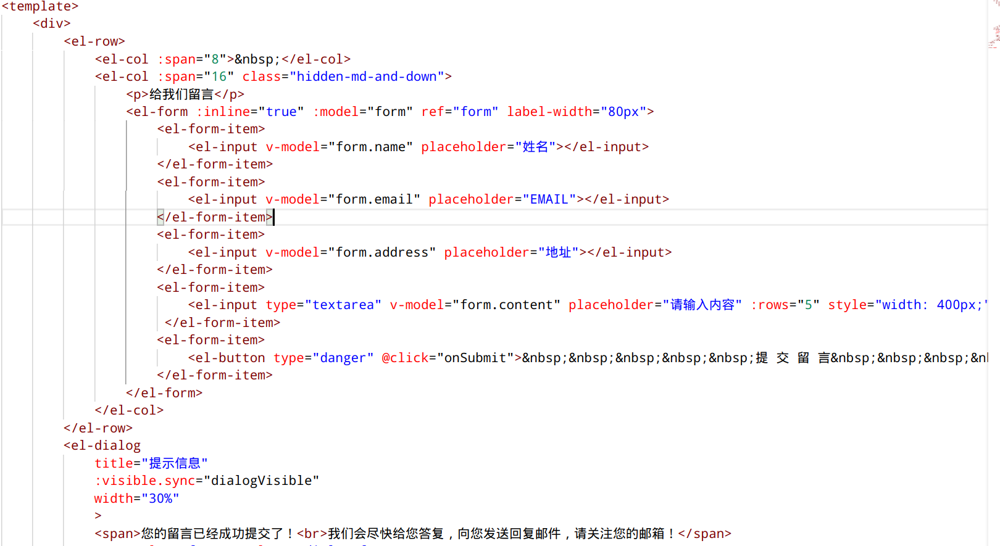 <template>
<div>
<el-row>
<el-col :span="8">&nbsp;</el-col>
<el-col :span="16" class="hidden-md-and-down">
<p>给我们留言</p>
<el-form :inline="true" :model="form" ref="form" label-width="80px">
<el-form-item>
<el-input v-model="form.name" placeholder="姓名"></el-input>
</el-form-item>
<el-form-item>
<el-input v-model="form.email" placeholder="EMAIL"></el-input>
</el-form-item>
<el-form-item>
<el-input v-model="form.address" placeholder="地址"></el-input>
</el-form-item>
<el-form-item>
<el-input type="textarea" v-model="form.content" placeholder="请输入内容" :rows="5" style="width: 400px;"
</el-form-item>
<el-form-item>
<el-button type="danger" @click="onSubmit">&nbsp;&nbsp;&nbsp;&nbsp;&nbsp;提 交 留 言&nbsp;&nbsp;&nbsp;&n
</el-form-item>
</el-form>
</el-col>
</el-row>
<el-dialog
title="提示信息"
:visible.sync="dialogVisible"
width="30%"
>
<span>您的留言已经成功提交了！<br>我们会尽快给您答复，向您发送回复邮件，请关注您的邮箱！</span>